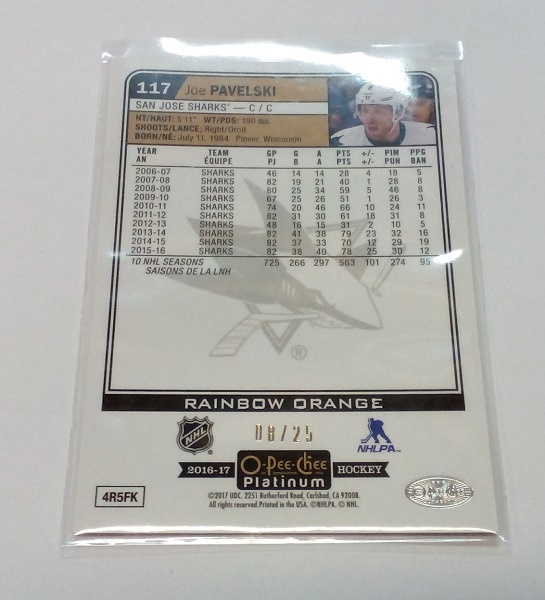 117 Joe PAVELSKI
SAN JOSE SHARKS — C / C
HT/HAUT: 5'11" WT/PDS: 190 lbs.
SHOOTS/LANCE: Right/Droit
BORN/NÉ: July 11, 1984 Plover, Wisconsin
YEAR TEAM GP G A PTS +/- PIM PPG
AN ÉQUIPE PJ B A PTS +/- PUN BAN
2006-07 SHARKS 46 14 14 28 4 18 5
2007-08 SHARKS 82 19 21 40 1 28 8
2008-09 SHARKS 80 25 34 59 5 46 8
2009-10 SHARKS 67 25 26 51 1 26 3
2010-11 SHARKS 74 20 46 66 10 24 11
2011-12 SHARKS 82 31 30 61 18 31 8
2012-13 SHARKS 48 16 15 31 2 10 5
2013-14 SHARKS 82 41 38 79 23 32 16
2014-15 SHARKS 82 37 33 70 12 29 19
2015-16 SHARKS 82 38 40 78 25 30 12
10 NHL SEASONS 725 266 297 563 101 274 95
SAISONS DE LA LNH
®
RAINBOW ORANGE
NHL 08/25 NHLPA™
2016-17 O-Pee-Chee HOCKEY
Platinum
4R5FK
©2017 UDC. 2251 Rutherford Road, Carlsbad, CA 92008.
All rights reserved. Printed in the USA. ©NHLPA. © NHL.